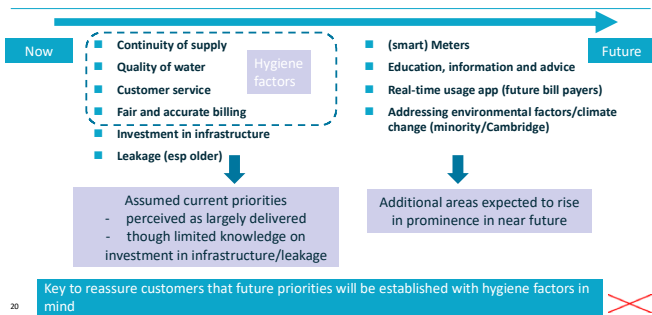 Now
Continuity of supply
Quality of water
Customer service
Fair and accurate billing
Hygiene
factors
Investment in infrastructure
Leakage (esp older)
(smart) Meters
Education, information and advice
Real-time usage app (future bill payers)
Addressing environmental factors/climate
change (minority/Cambridge)
Future
Assumed current priorities
- perceived as largely delivered
- though limited knowledge on
investment in infrastructure/leakage
Additional areas expected to rise
in prominence in near future
Key to reassure customers that future priorities will be established with hygiene factors in
mind
20